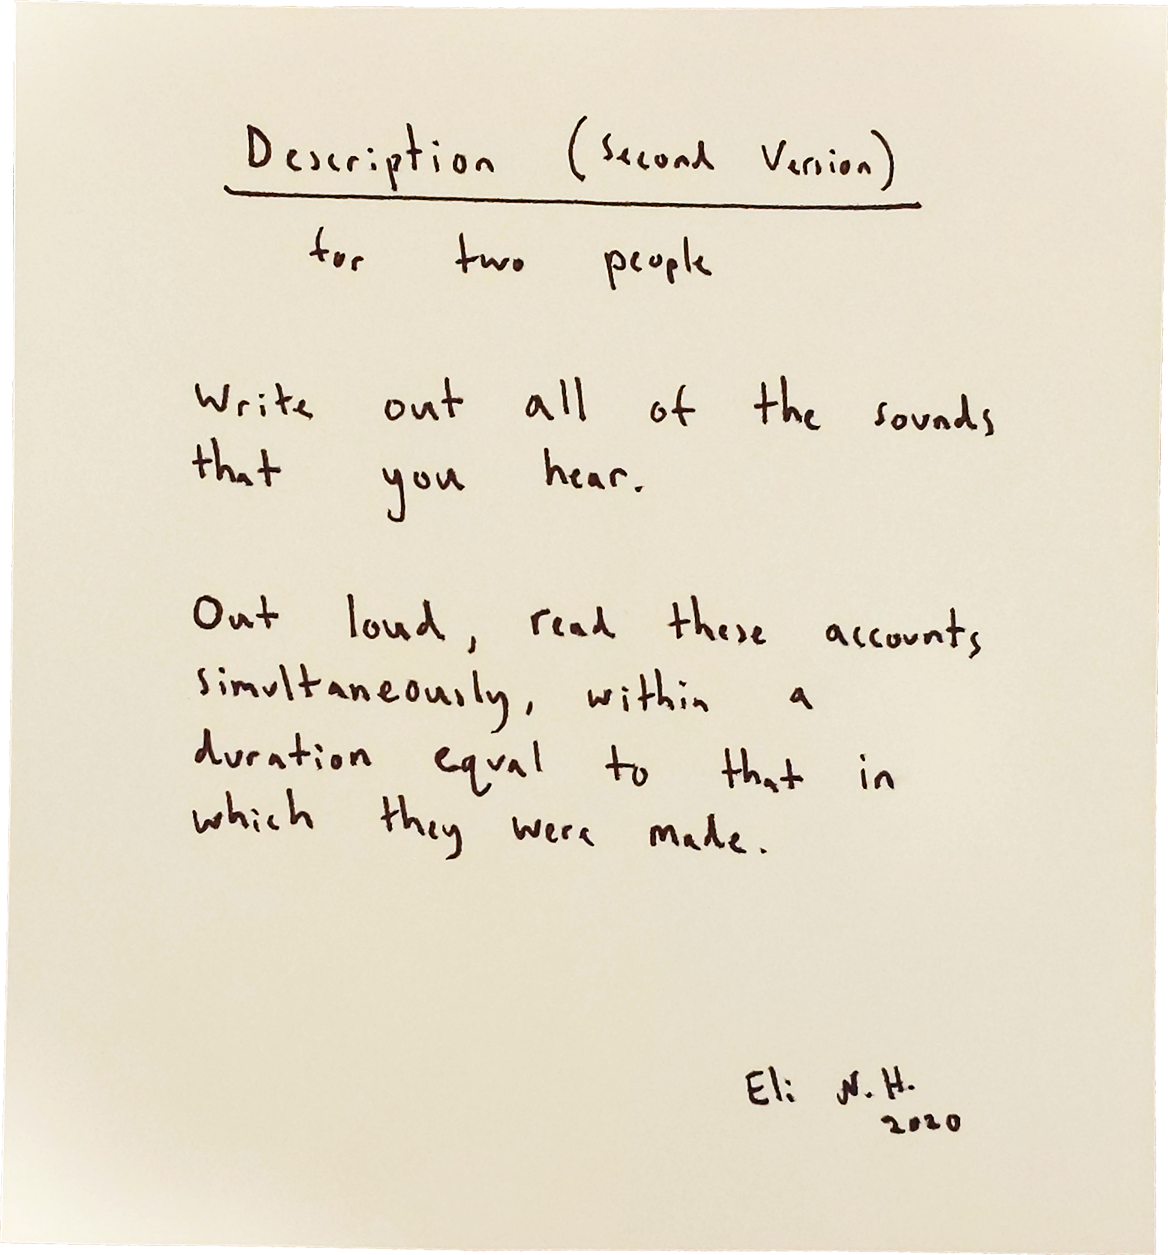 Description (Second Version)
for two people
Write out all of the sounds
that you hear.
Out loud, read these accounts
simultaneously, within a
duration equal to that in
which they were made.
Eli N.H.
2020